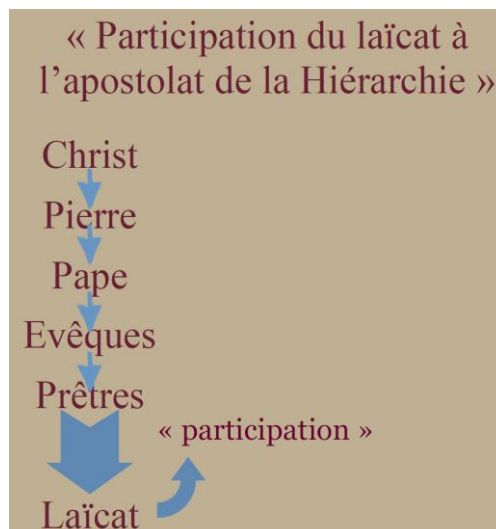 « Participation du laïcat à
l’apostolat de la Hiérarchie »
Christ
Pierre
Pape
Evêques
Prêtres
« participation »
Laïcat